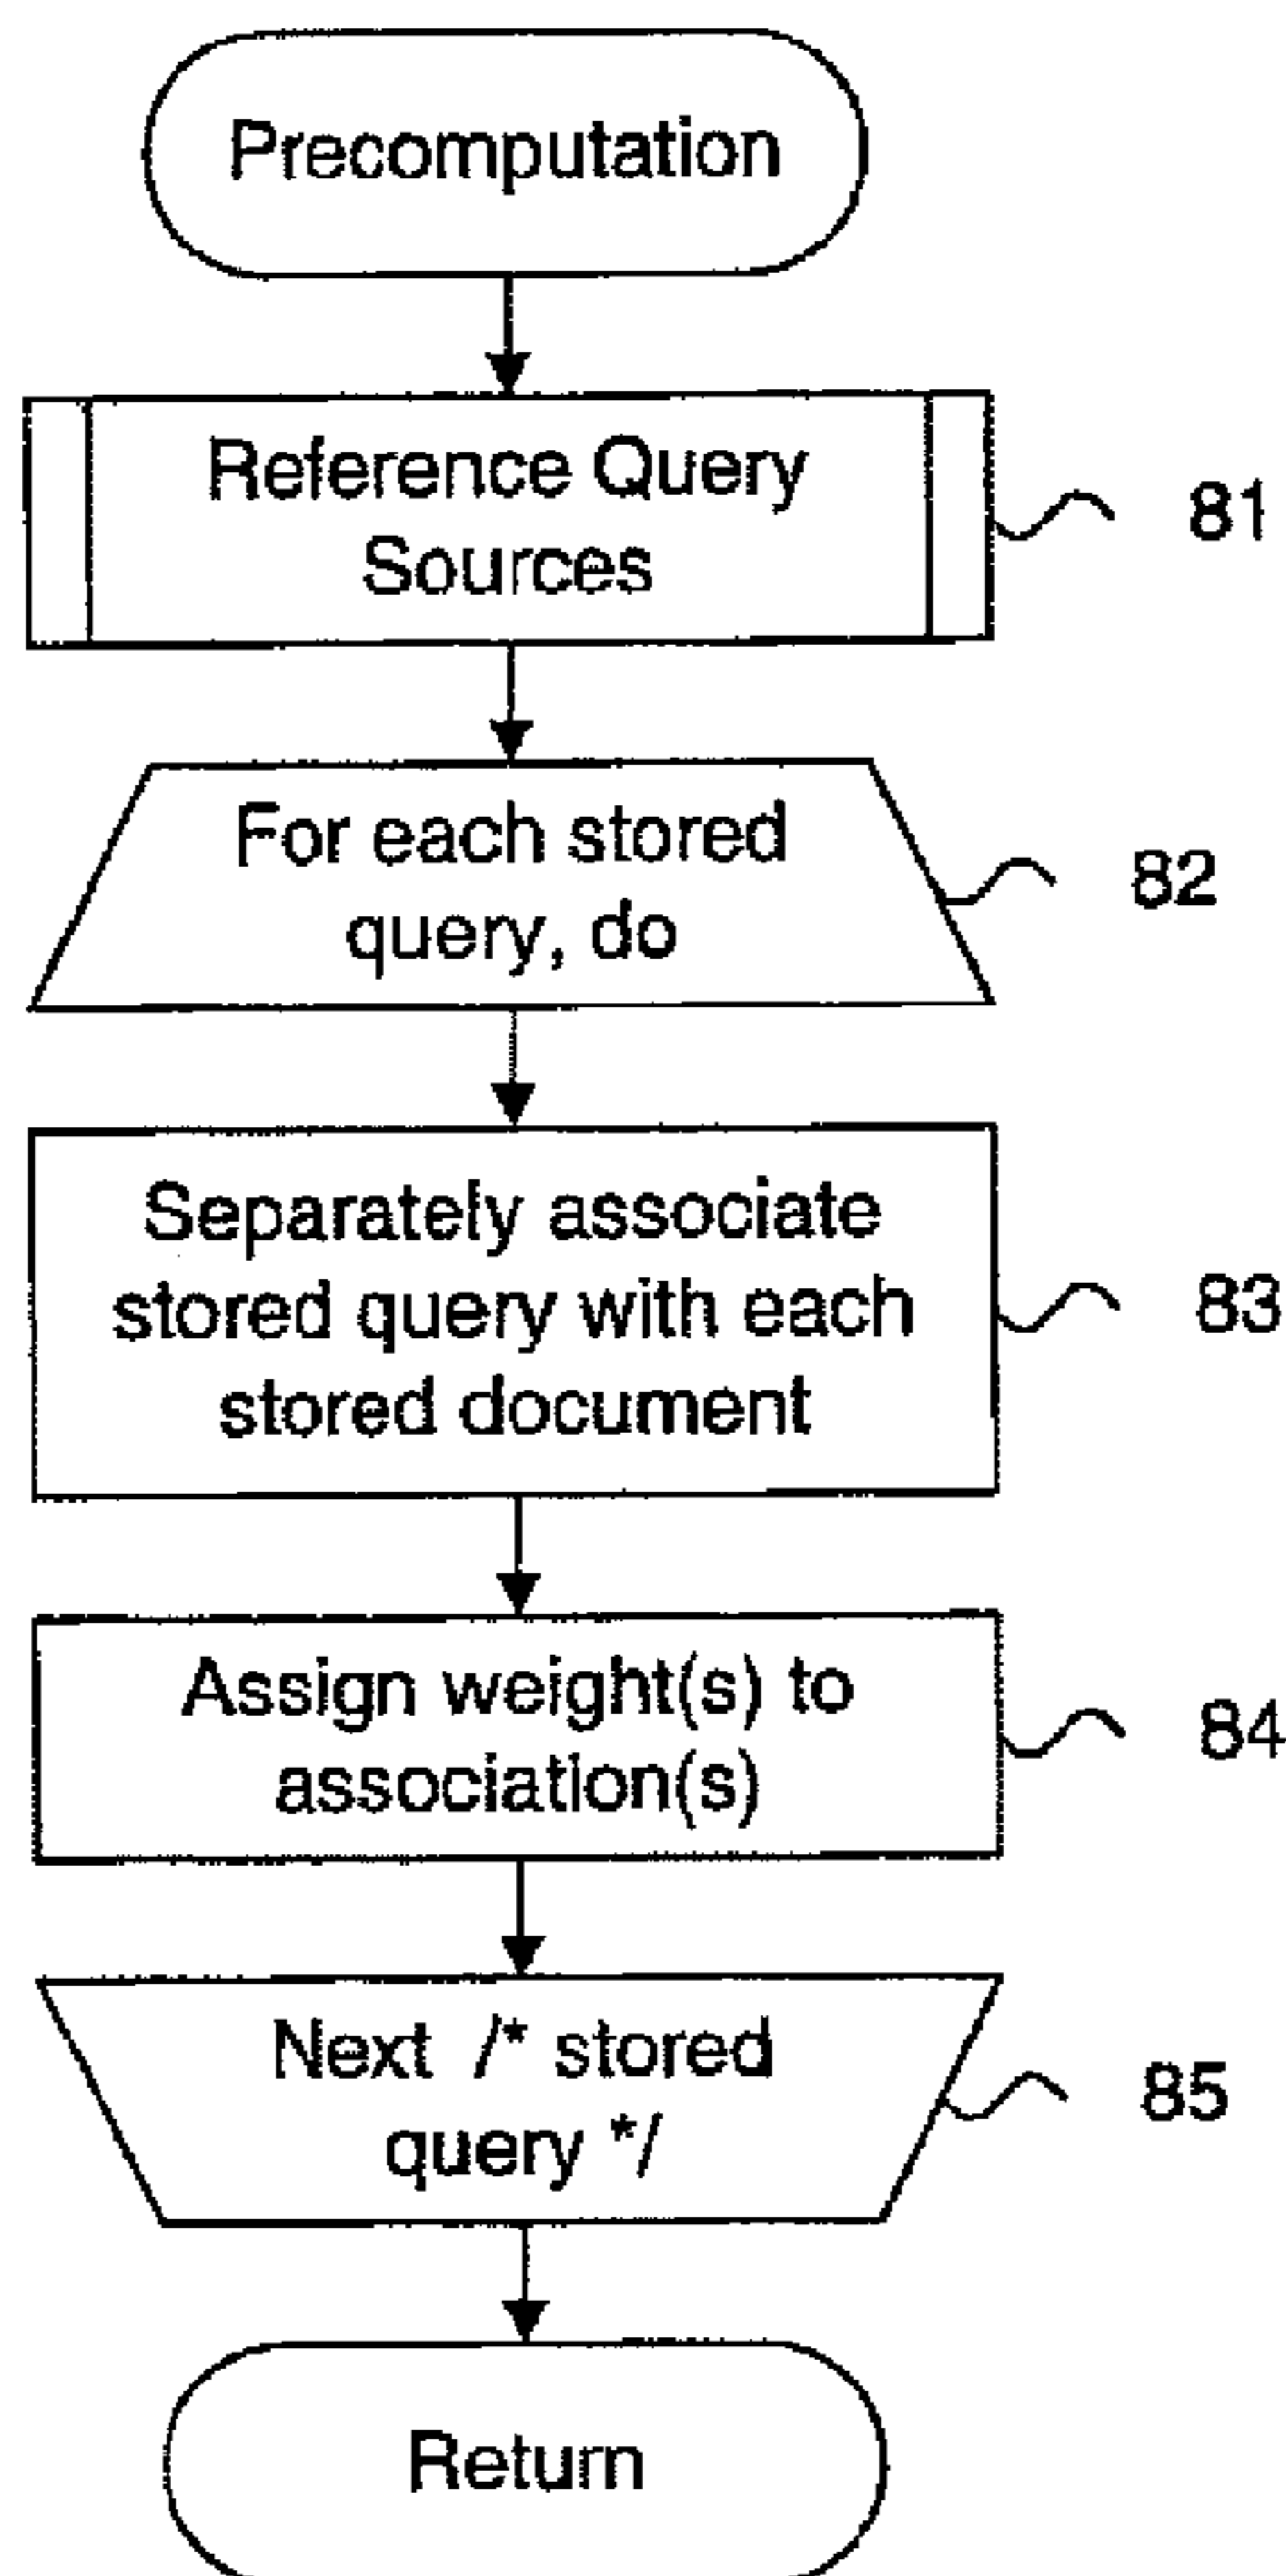 Precomputation
Reference Query
Sources
81
For each stored
query, do
82
Separately associate
stored query with each
stored document
83
Assign weight(s) to
association(s)
84
Next /* stored
query */
85
Return